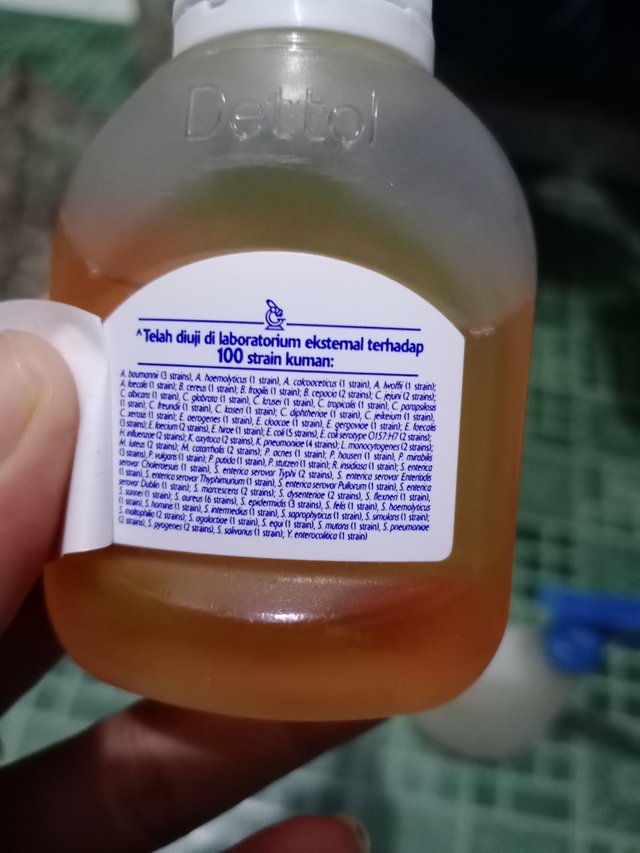 Dettol
^Telah diuji di laboratorium eksternal terhadap
100 strain kuman:
A. baumannii (3 strains), A. haemolyticus (1 strain), A. calcoaceticus (1 strain), A. lwoffii (1 strain);
A. faecalis (1 strain); B. cereus (1 strain); B. fragilis (1 strain); B. cepacia (2 strains); C. jejuni (2 strains);
C. albicans (1 strain), C. glabrata (1 strain), C. krusei (1 strain), C. tropicalis (1 strain), C. parapsilosis
(1 strain); C. freundii (1 strain), C. koseri (1 strain); C. diphtheriae (1 strain), C. jeikeium (1 strain),
C. xerosis (1 strain); E. aerogenes (1 strain), E. cloacae (1 strain), E. gergoviae (1 strain); E. faecalis
(3 strains), E. faecium (2 strains), E. hirae (1 strain); E. coli (5 strains), E. coli serotype O157:H7 (2 strains);
H. influenzae (2 strains); K. oxytoca (2 strains), K. pneumoniae (4 strains); L. monocytogenes (2 strains);
M. luteus (2 strains); M. catarrhalis (2 strains); P. acnes (1 strain); P. hauseri (1 strain), P. mirabilis
(3 strains), P. vulgaris (1 strain); P. putida (1 strain), P. stutzeri (1 strain); R. insidiosa (1 strain); S. enterica
serovar Choleraesuis (1 strain), S. enterica serovar Typhi (2 strains), S. enterica serovar Enteritidis
(1 strain), S. enterica serovar Thyphimurium (1 strain), S. enterica serovar Pullorum (1 strain), S. enterica
serovar Dublin (1 strain); S. marcescens (2 strains); S. dysenteriae (2 strains), S. flexneri (1 strain),
S. sonnei (1 strain); S. aureus (6 strains), S. epidermidis (3 strains), S. felis (1 strain), S. haemolyticus
(1 strain), S. hominis (1 strain), S. intermedius (1 strain), S. saprophyticus (1 strain), S. simulans (1 strain);
S. maltophilia (2 strains); S. agalactiae (1 strain), S. equi (1 strain), S. mutans (1 strain), S. pneumoniae
(2 strains), S. pyogenes (2 strains), S. salivarius (1 strain); Y. enterocolitica (1 strain)